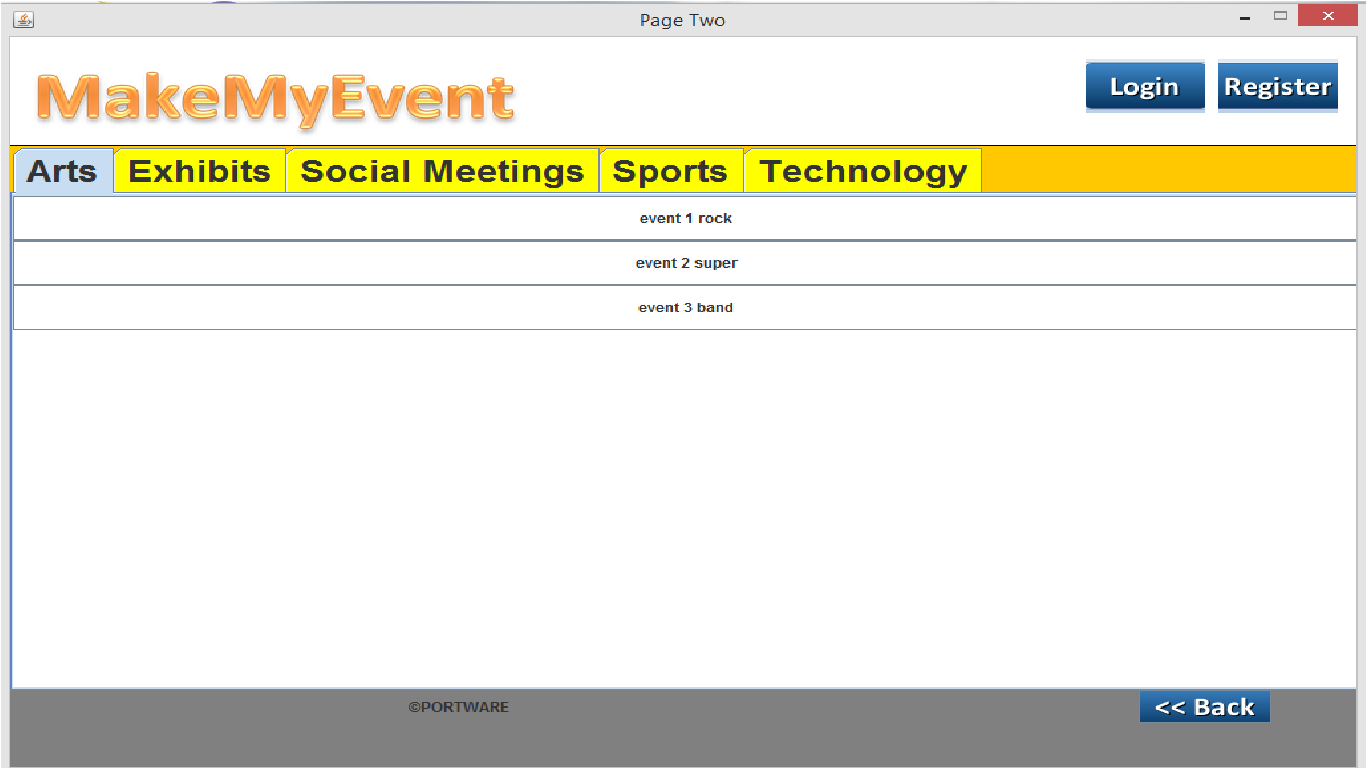 Page Two
MakeMyEvent
Login Register
Arts Exhibits Social Meetings Sports Technology
event 1 rock
event 2 super
event 3 band
©PORTWARE
<< Back